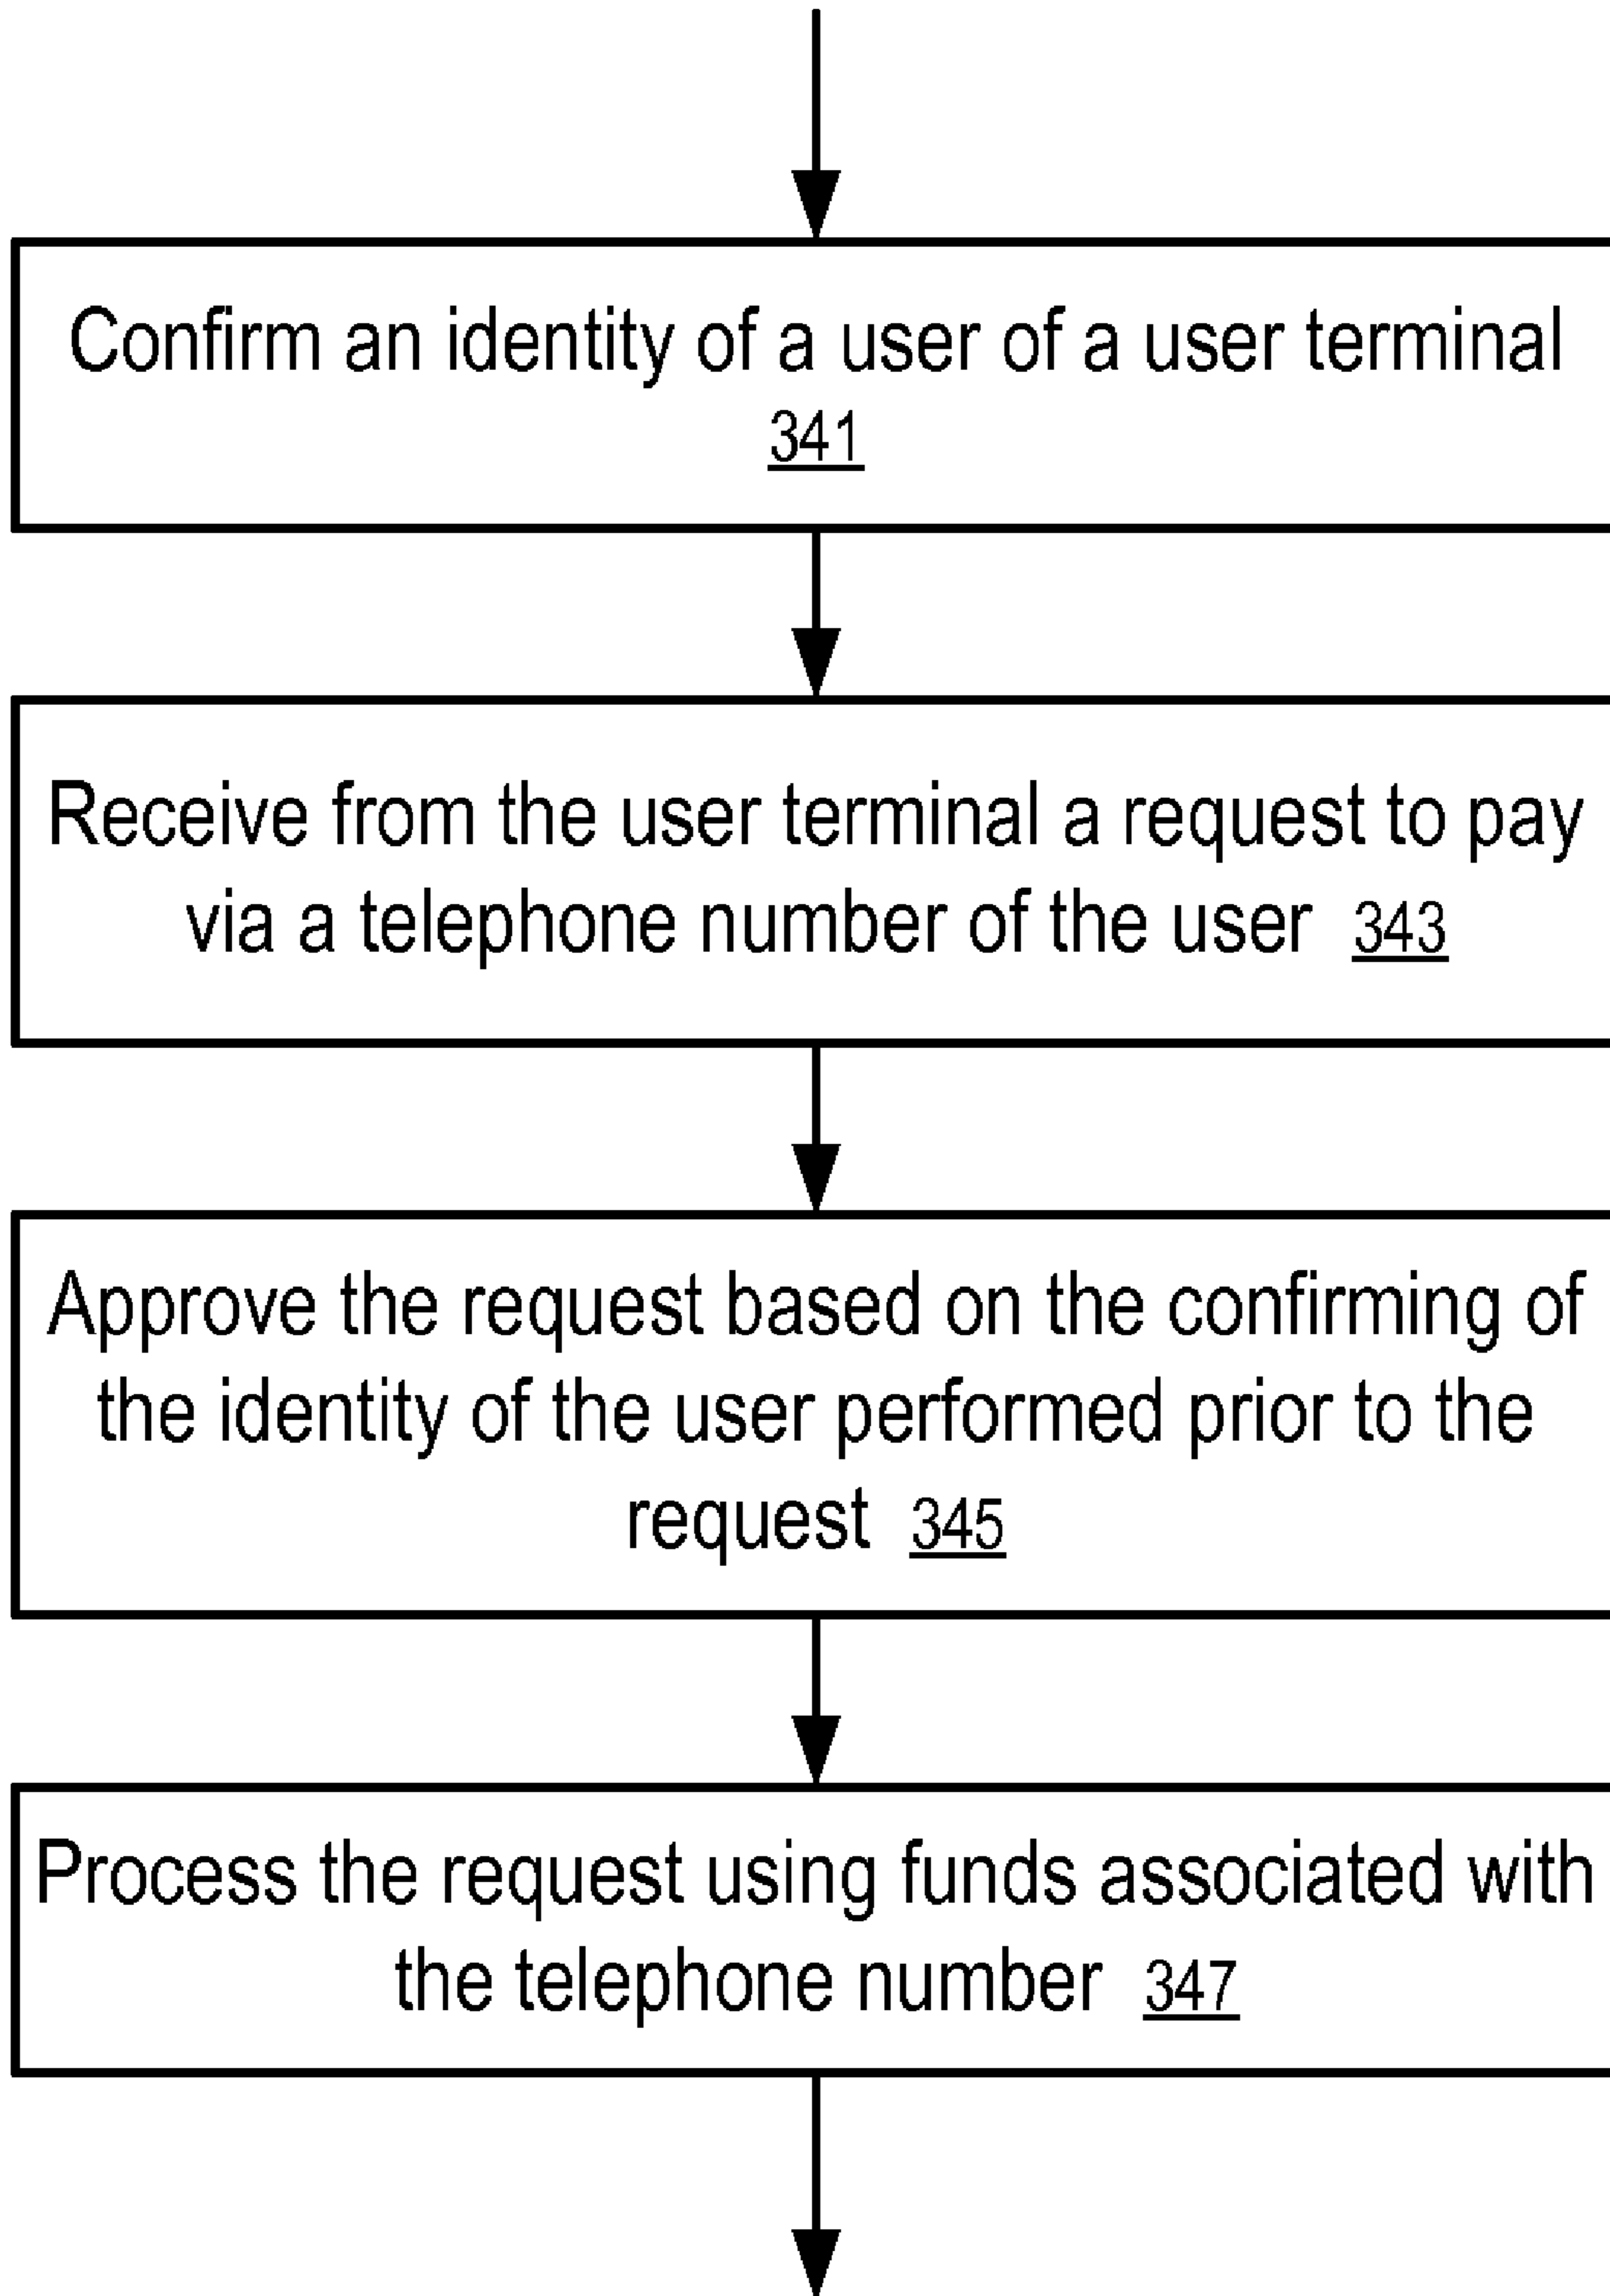 Confirm an identity of a user of a user terminal
341
Receive from the user terminal a request to pay
via a telephone number of the user 343
Approve the request based on the confirming of
the identity of the user performed prior to the
request 345
Process the request using funds associated with
the telephone number 347